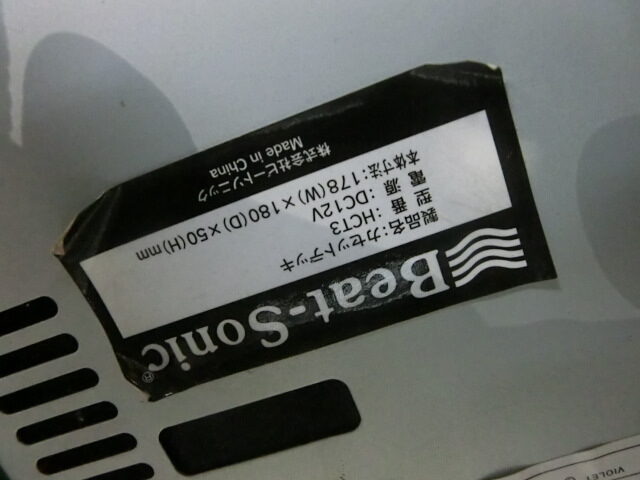 Beat-Sonic®
製品名:カセットデッキ
型 番:HCT3
電 源:DC12V
本体寸法:178(W)×180(D)×50(H)mm
株式会社ビートソニック
Made in China
VIOLET